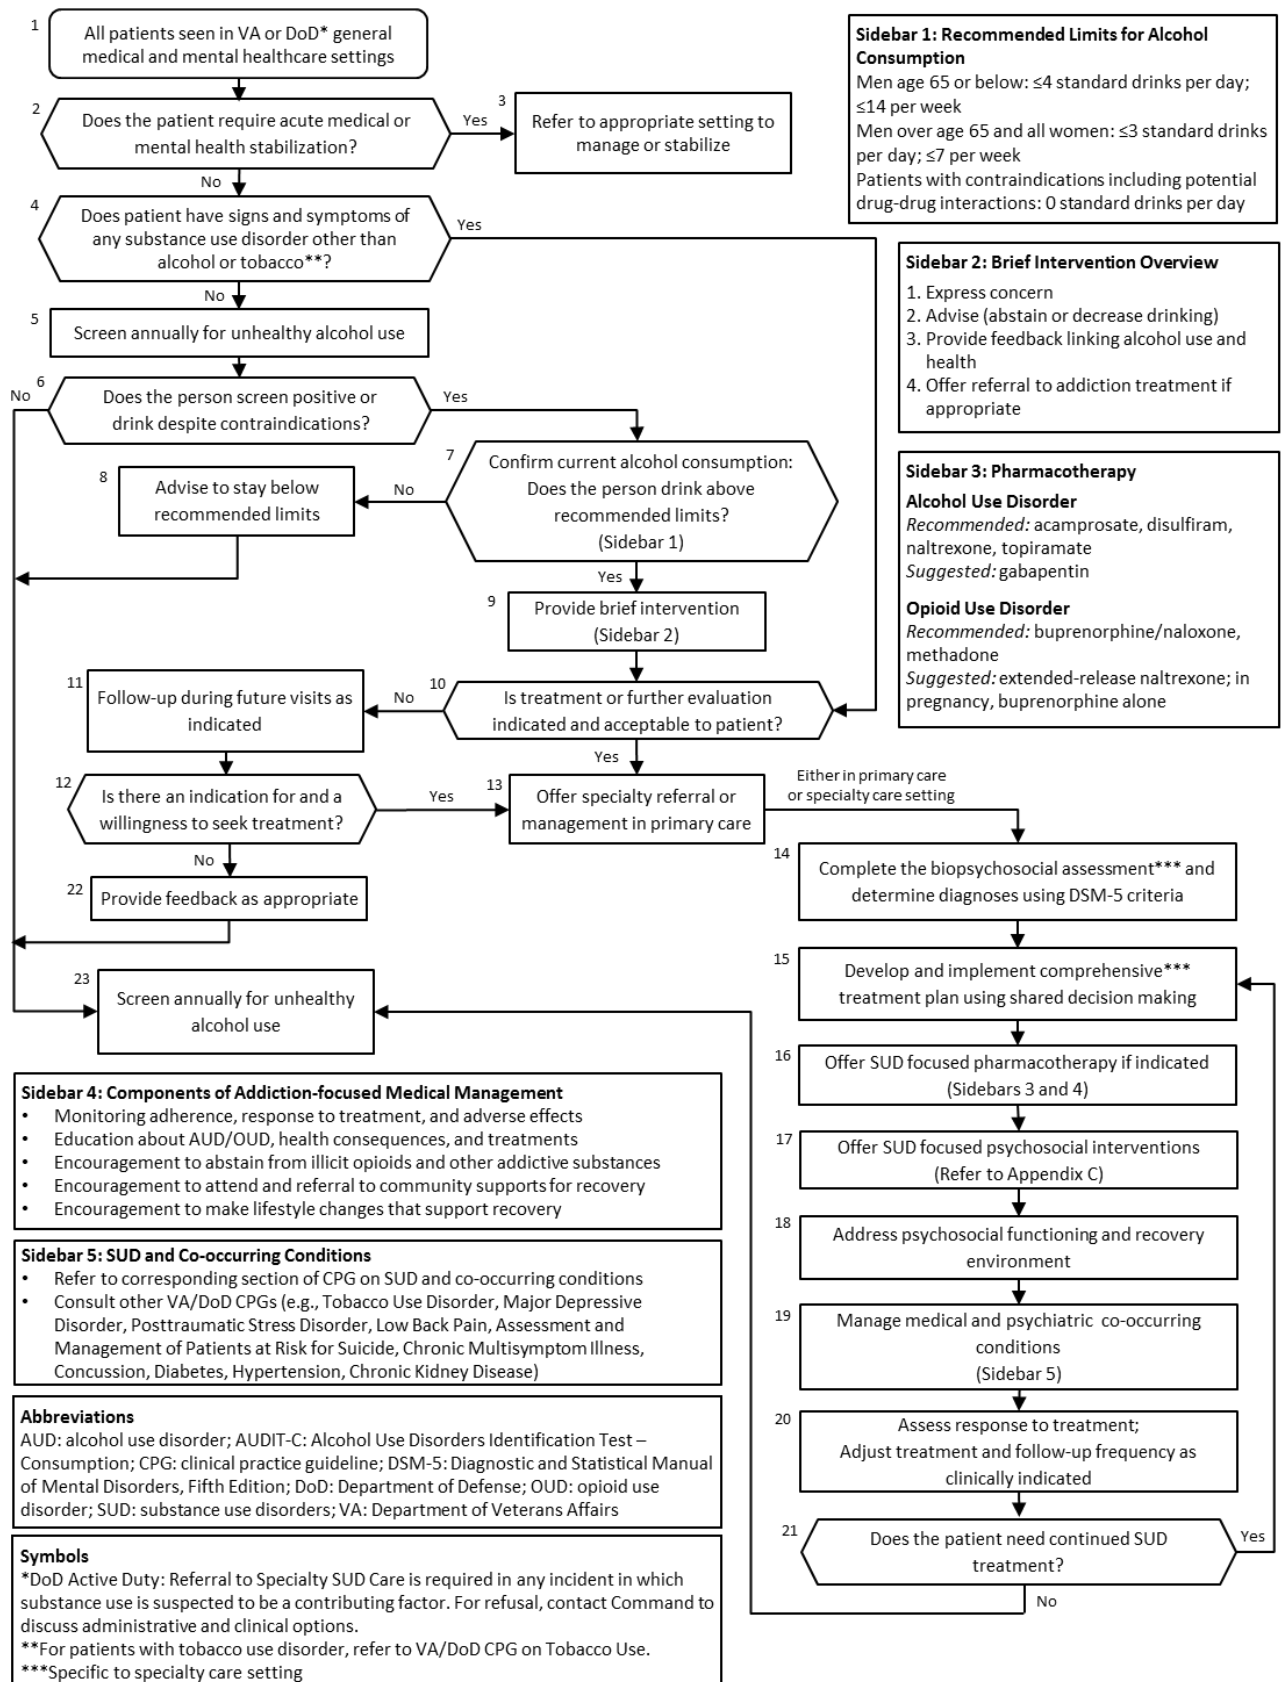 1
All patients seen in VA or DoD* general
medical and mental healthcare settings
2
Does the patient require acute medical or
mental health stabilization?
Yes
3
Refer to appropriate setting to
manage or stabilize
No
4
Does patient have signs and symptoms of
any substance use disorder other than
alcohol or tobacco**?
Yes
No
5
Screen annually for unhealthy alcohol use
6
No
Does the person screen positive or
drink despite contraindications?
Yes
7
Confirm current alcohol consumption:
Does the person drink above
recommended limits?
(Sidebar 1)
No
8
Advise to stay below
recommended limits
Yes
9
Provide brief intervention
(Sidebar 2)
10
Is treatment or further evaluation
indicated and acceptable to patient?
No
11
Follow-up during future visits as
indicated
Yes
12
Is there an indication for and a
willingness to seek treatment?
Yes
13
Offer specialty referral or
management in primary care
Either in primary care
or specialty care setting
No
22
Provide feedback as appropriate
23
Screen annually for unhealthy
alcohol use
14
Complete the biopsychosocial assessment*** and
determine diagnoses using DSM-5 criteria
15
Develop and implement comprehensive***
treatment plan using shared decision making
16
Offer SUD focused pharmacotherapy if indicated
(Sidebars 3 and 4)
17
Offer SUD focused psychosocial interventions
(Refer to Appendix C)
18
Address psychosocial functioning and recovery
environment
19
Manage medical and psychiatric co-occurring
conditions
(Sidebar 5)
20
Assess response to treatment;
Adjust treatment and follow-up frequency as
clinically indicated
21
Does the patient need continued SUD
treatment?
Yes
No
Sidebar 1: Recommended Limits for Alcohol
Consumption
Men age 65 or below: ≤4 standard drinks per day;
≤14 per week
Men over age 65 and all women: ≤3 standard drinks
per day; ≤7 per week
Patients with contraindications including potential
drug-drug interactions: 0 standard drinks per day
Sidebar 2: Brief Intervention Overview
1. Express concern
2. Advise (abstain or decrease drinking)
3. Provide feedback linking alcohol use and
health
4. Offer referral to addiction treatment if
appropriate
Sidebar 3: Pharmacotherapy
Alcohol Use Disorder
Recommended: acamprosate, disulfiram,
naltrexone, topiramate
Suggested: gabapentin
Opioid Use Disorder
Recommended: buprenorphine/naloxone,
methadone
Suggested: extended-release naltrexone; in
pregnancy, buprenorphine alone
Sidebar 4: Components of Addiction-focused Medical Management
• Monitoring adherence, response to treatment, and adverse effects
• Education about AUD/OUD, health consequences, and treatments
• Encouragement to abstain from illicit opioids and other addictive substances
• Encouragement to attend and referral to community supports for recovery
• Encouragement to make lifestyle changes that support recovery
Sidebar 5: SUD and Co-occurring Conditions
• Refer to corresponding section of CPG on SUD and co-occurring conditions
• Consult other VA/DoD CPGs (e.g., Tobacco Use Disorder, Major Depressive
Disorder, Posttraumatic Stress Disorder, Low Back Pain, Assessment and
Management of Patients at Risk for Suicide, Chronic Multisymptom Illness,
Concussion, Diabetes, Hypertension, Chronic Kidney Disease)
Abbreviations
AUD: alcohol use disorder; AUDIT-C: Alcohol Use Disorders Identification Test –
Consumption; CPG: clinical practice guideline; DSM-5: Diagnostic and Statistical Manual
of Mental Disorders, Fifth Edition; DoD: Department of Defense; OUD: opioid use
disorder; SUD: substance use disorders; VA: Department of Veterans Affairs
Symbols
*DoD Active Duty: Referral to Specialty SUD Care is required in any incident in which
substance use is suspected to be a contributing factor. For refusal, contact Command to
discuss administrative and clinical options.
**For patients with tobacco use disorder, refer to VA/DoD CPG on Tobacco Use.
***Specific to specialty care setting